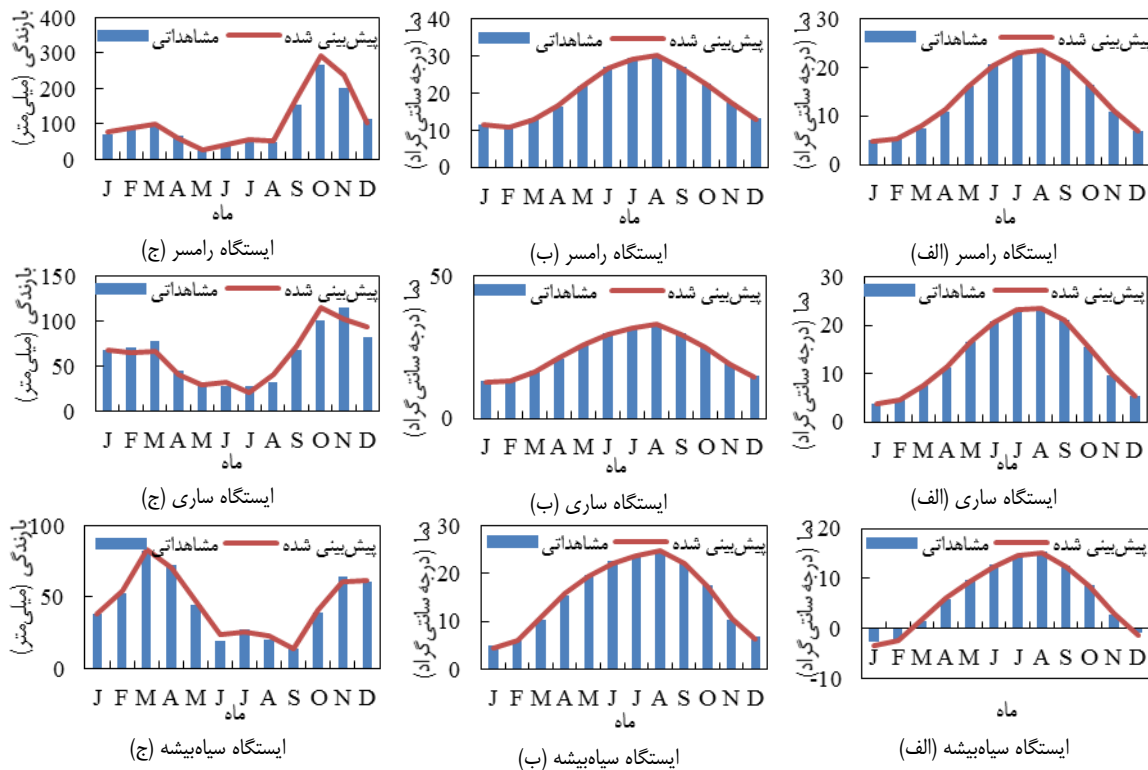 30
20
10
0
دما (درجه سانتی‌گراد)
مشاهداتی پیش‌بینی شده
J F M A M J J A S O N D
ماه
ایستگاه رامسر (الف)
40
30
20
10
0
دما (درجه سانتی‌گراد)
مشاهداتی پیش‌بینی شده
J F M A M J J A S O N D
ماه
ایستگاه رامسر (ب)
400
300
200
100
0
بارندگی (میلی‌متر)
مشاهداتی پیش‌بینی شده
J F M A M J J A S O N D
ماه
ایستگاه رامسر (ج)
30
20
10
0
دما (درجه سانتی‌گراد)
مشاهداتی پیش‌بینی شده
J F M A M J J A S O N D
ماه
ایستگاه ساری (الف)
50
0
دما (درجه سانتی‌گراد)
مشاهداتی پیش‌بینی شده
J F M A M J J A S O N D
ماه
ایستگاه ساری (ب)
150
100
50
0
بارندگی (میلی‌متر)
مشاهداتی پیش‌بینی شده
J F M A M J J A S O N D
ماه
ایستگاه ساری (ج)
20
10
0
-10
دما (درجه سانتی‌گراد)
مشاهداتی پیش‌بینی شده
J F M A M J J A S O N D
ماه
ایستگاه سیاه‌بیشه (الف)
30
20
10
0
دما (درجه سانتی‌گراد)
مشاهداتی پیش‌بینی شده
J F M A M J J A S O N D
ماه
ایستگاه سیاه‌بیشه (ب)
100
50
0
بارندگی (میلی‌متر)
مشاهداتی پیش‌بینی شده
J F M A M J J A S O N D
ماه
ایستگاه سیاه‌بیشه (ج)